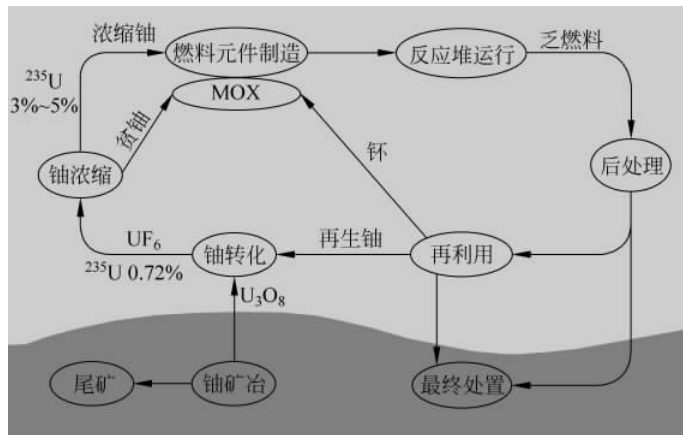 浓缩铀
燃料元件制造
反应堆运行
乏燃料
MOX
²³⁵U
3%~5%
贫铀
钚
铀浓缩
后处理
UF₆
铀转化
再生铀
再利用
²³⁵U 0.72%
U₃O₈
尾矿
铀矿冶
最终处置